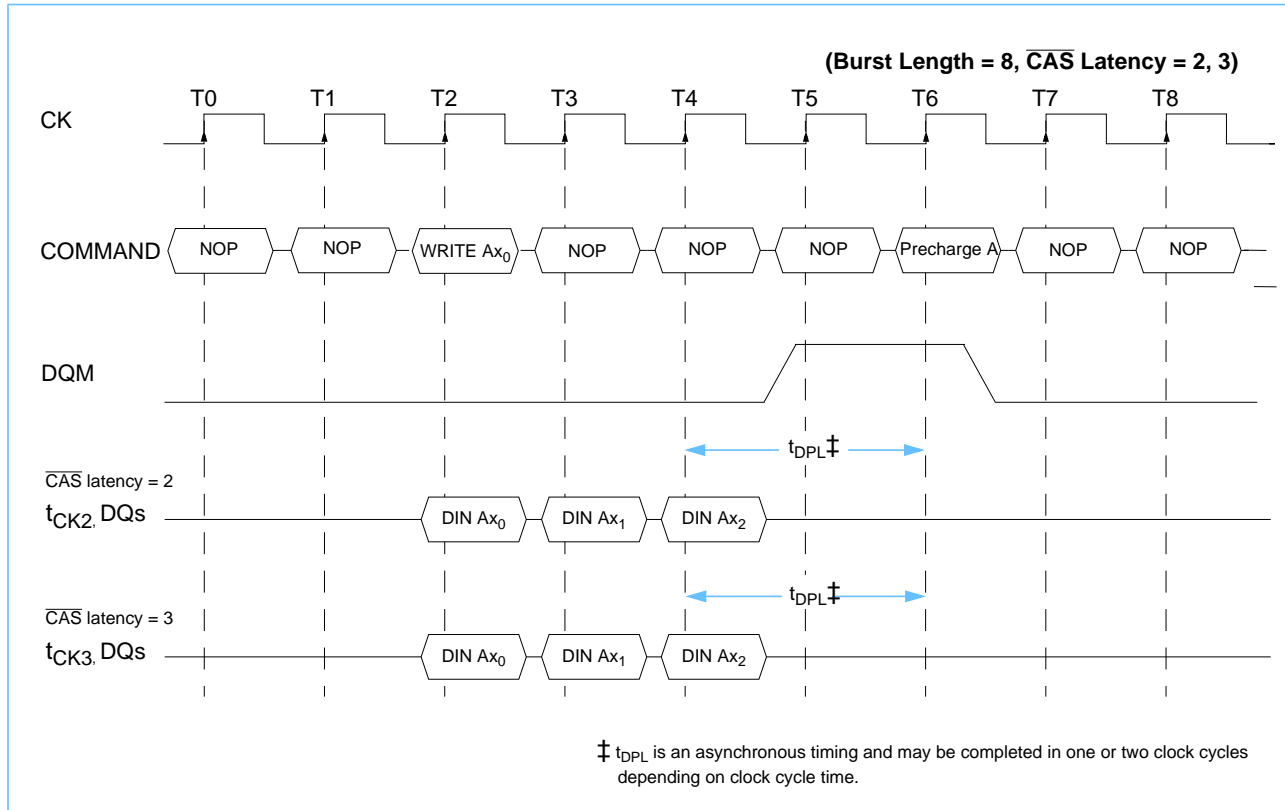 (Burst Length = 8, CAS Latency = 2, 3)
T0 T1 T2 T3 T4 T5 T6 T7 T8
CK
COMMAND NOP NOP WRITE Ax0 NOP NOP NOP Precharge A NOP NOP
DQM
tDPL‡
CAS latency = 2
tCK2, DQs DIN Ax0 DIN Ax1 DIN Ax2
tDPL‡
CAS latency = 3
tCK3, DQs DIN Ax0 DIN Ax1 DIN Ax2
‡ tDPL is an asynchronous timing and may be completed in one or two clock cycles
depending on clock cycle time.